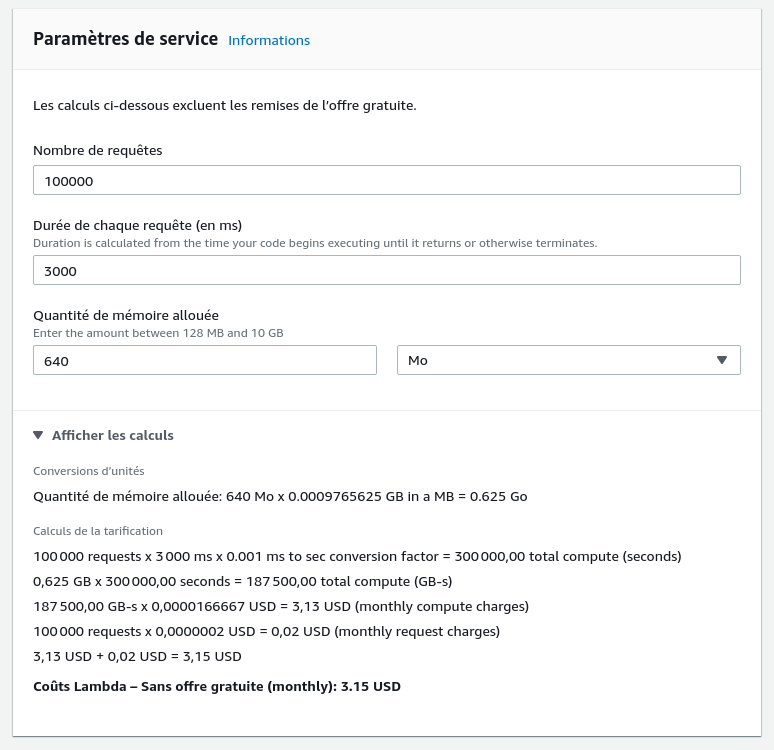 Paramètres de service Informations
Les calculs ci-dessous excluent les remises de l’offre gratuite.
Nombre de requêtes
100000
Durée de chaque requête (en ms)
Duration is calculated from the time your code begins executing until it returns or otherwise terminates.
3000
Quantité de mémoire allouée
Enter the amount between 128 MB and 10 GB
640
Mo
Afficher les calculs
Conversions d’unités
Quantité de mémoire allouée: 640 Mo x 0.0009765625 GB in a MB = 0.625 Go
Calculs de la tarification
100 000 requests x 3 000 ms x 0.001 ms to sec conversion factor = 300 000,00 total compute (seconds)
0,625 GB x 300 000,00 seconds = 187 500,00 total compute (GB-s)
187 500,00 GB-s x 0,0000166667 USD = 3,13 USD (monthly compute charges)
100 000 requests x 0,0000002 USD = 0,02 USD (monthly request charges)
3,13 USD + 0,02 USD = 3,15 USD
Coûts Lambda – Sans offre gratuite (monthly): 3.15 USD